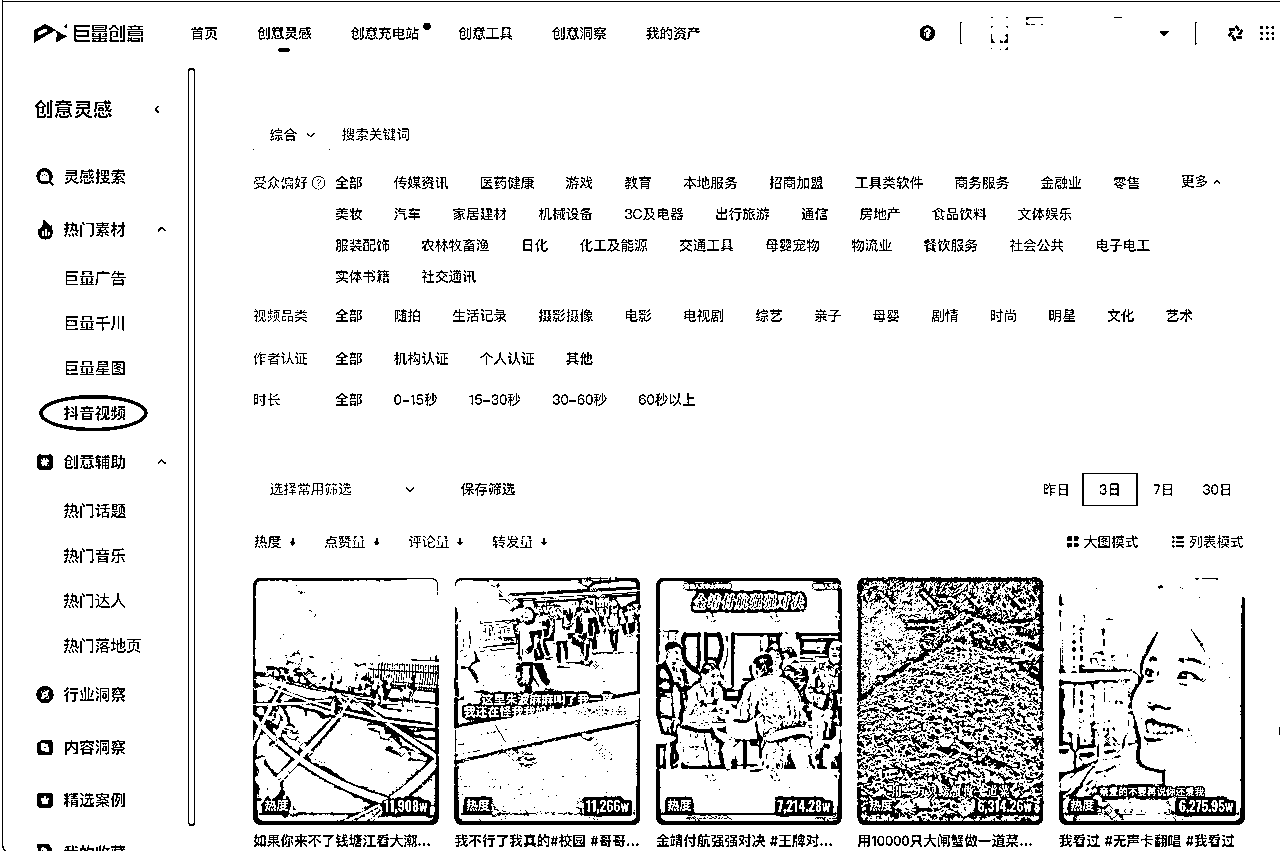 巨量创意 首页 创意灵感 创意充电站 创意工具 创意洞察 我的资产
创意灵感
灵感搜索
热门素材
巨量广告
巨量千川
巨量星图
抖音视频
创意辅助
热门话题
热门音乐
热门达人
热门落地页
行业洞察
内容洞察
精选案例
我的收藏
综合 搜索关键词
受众偏好 全部 传媒资讯 医药健康 游戏 教育 本地服务 招商加盟 工具类软件 商务服务 金融业 零售 更多
美妆 汽车 家居建材 机械设备 3C及电器 出行旅游 通信 房地产 食品饮料 文体娱乐
服装配饰 农林牧畜渔 日化 化工及能源 交通工具 母婴宠物 物流业 餐饮服务 社会公共 电子电工
实体书籍 社交通讯
视频品类 全部 随拍 生活记录 摄影摄像 电影 电视剧 综艺 亲子 母婴 剧情 时尚 明星 文化 艺术
作者认证 全部 机构认证 个人认证 其他
时长 全部 0-15秒 15-30秒 30-60秒 60秒以上
选择常用筛选 保存筛选 昨日 3日 7日 30日
热度 点赞量 评论量 转发量 大图模式 列表模式
金靖付航强强对决
亲爱的不要再说你还爱我
热度 11,908w 热度 11,266w 热度 7,214.28w 热度 6,314.26w 热度 6,275.95w
如果你来不了钱塘江看大潮... 我不行了我真的#校园 #哥哥... 金靖付航强强对决 #王牌对... 用10000只大闸蟹做一道菜... 我看过 #无声卡翻唱 #我看过